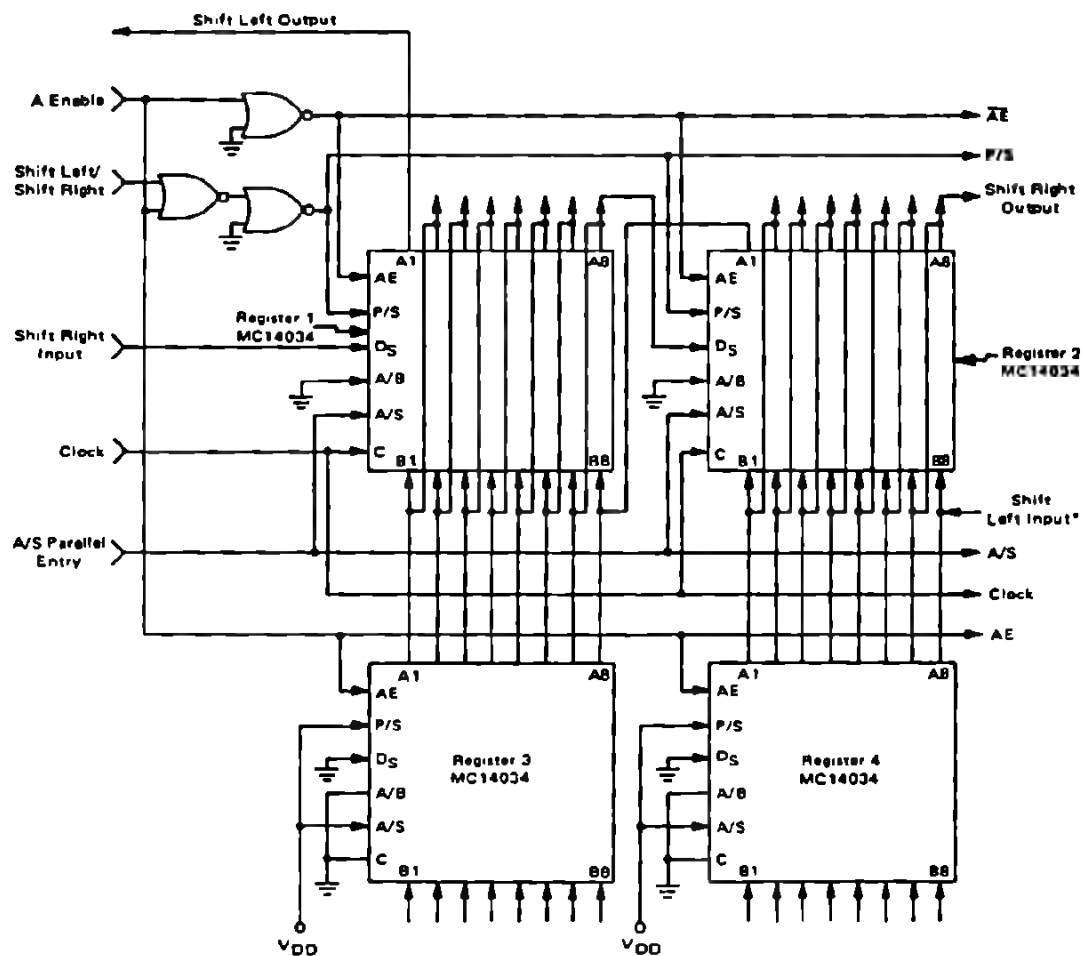 Shift Left Output
A Enable
AE
Shift Left/
Shift Right
P/S
Shift Right
Output
A1
A8
A1
A8
AE
AE
P/S
P/S
Register 1
MC14034
Shift Right
Input
DS
DS
Register 2
MC14034
A/B
A/B
A/S
A/S
Clock
C
C
B1
B8
B1
B8
Shift
Left Input*
A/S Parallel
Entry
A/S
Clock
AE
A1
A8
A1
A8
AE
AE
P/S
P/S
DS
Register 3
MC14034
DS
Register 4
MC14034
A/B
A/B
A/S
A/S
C
C
B1
B8
B1
B8
VDD
VDD